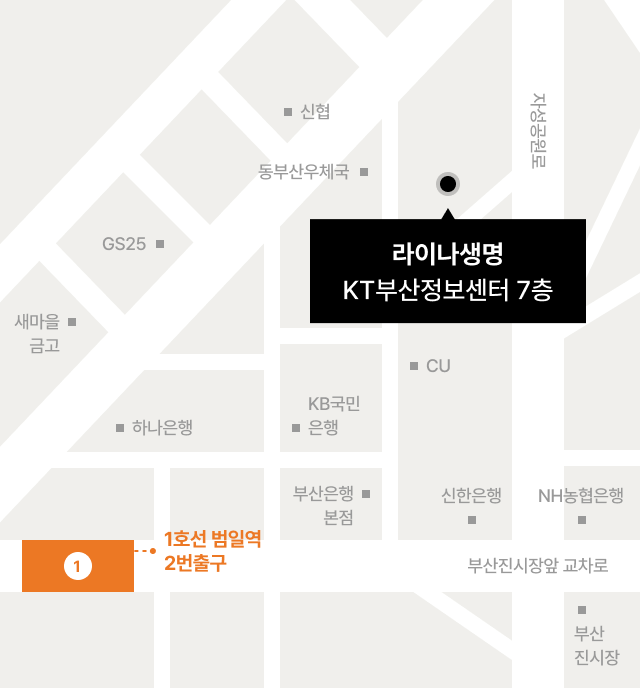 신협
자성공원로
동부산우체국
GS25
라이나생명
KT부산정보센터 7층
새마을
금고
CU
KB국민
은행
하나은행
부산은행
본점
신한은행
NH농협은행
1호선 범일역
2번출구
1
부산진시장앞 교차로
부산
진시장